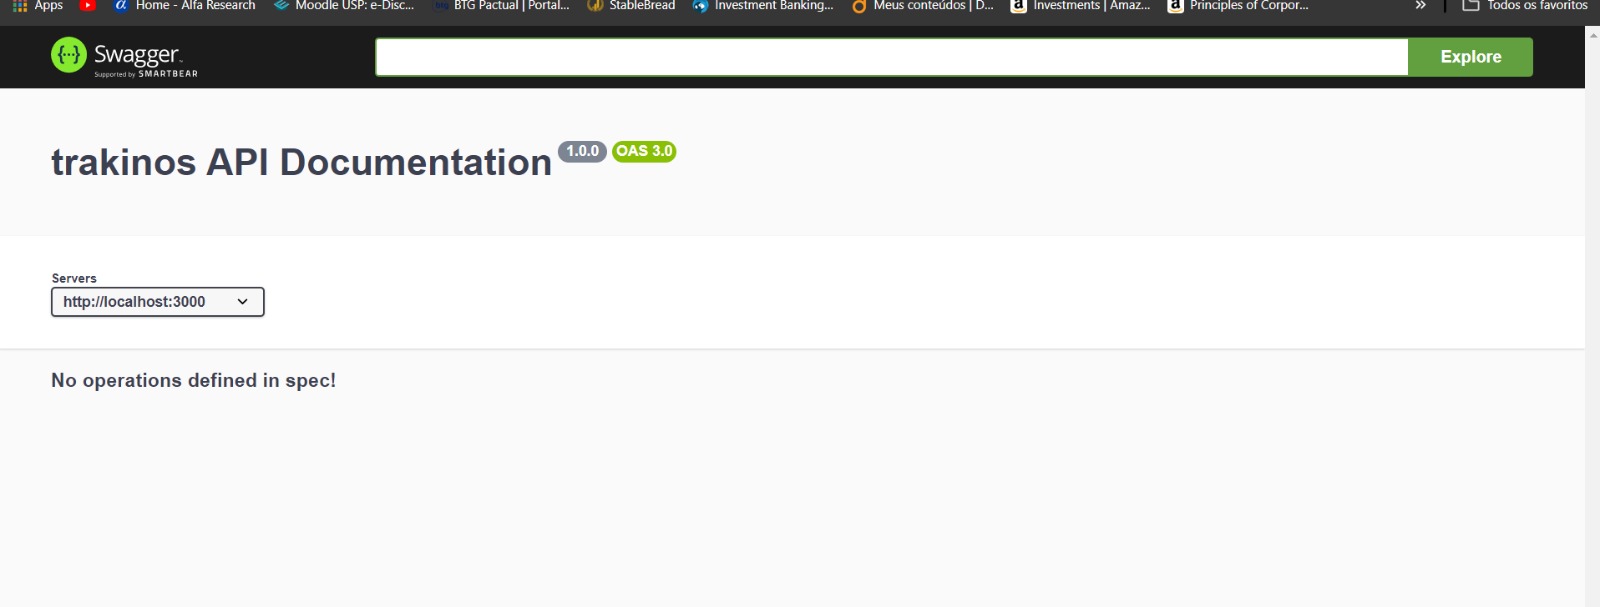 Apps Home - Alfa Research Moodle USP: e-Disc... btg BTG Pactual | Portal... StableBread Investment Banking... Meus conteúdos | D... Investments | Amaz... Principles of Corpor... » Todos os favoritos
Swagger
Supported by SMARTBEAR
Explore
trakinos API Documentation 1.0.0 OAS 3.0
Servers
http://localhost:3000
No operations defined in spec!